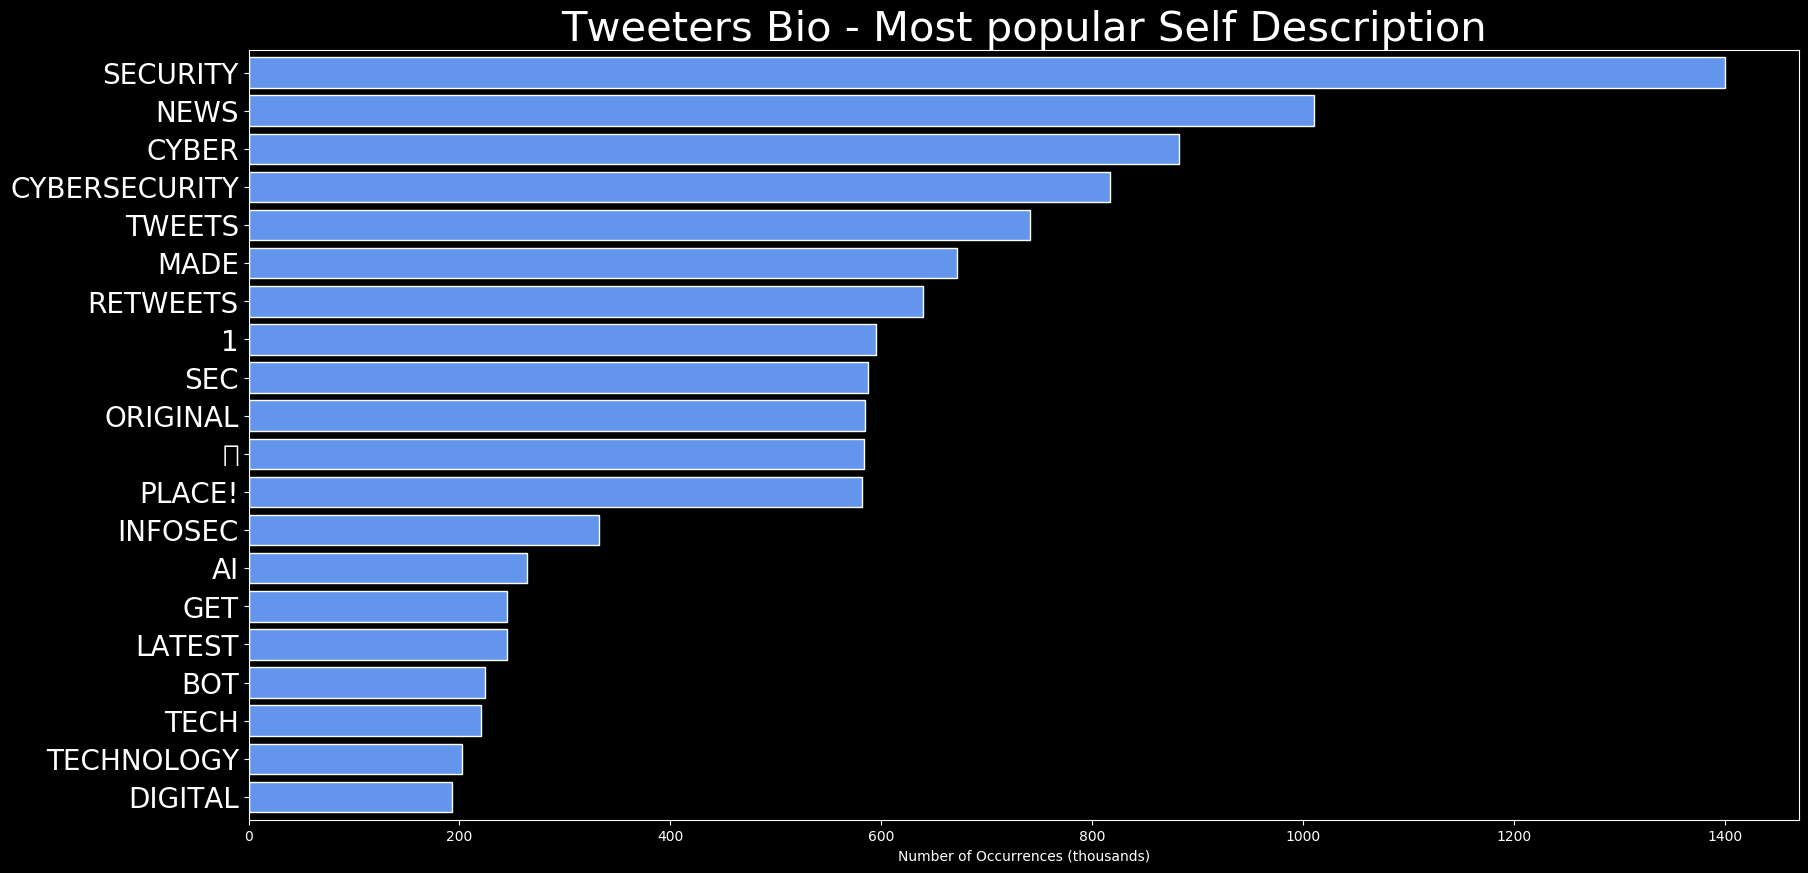 Tweeters Bio - Most popular Self Description
SECURITY
NEWS
CYBER
CYBERSECURITY
TWEETS
MADE
RETWEETS
1
SEC
ORIGINAL
PLACE!
INFOSEC
AI
GET
LATEST
BOT
TECH
TECHNOLOGY
DIGITAL
0 200 400 600 800 1000 1200 1400
Number of Occurrences (thousands)